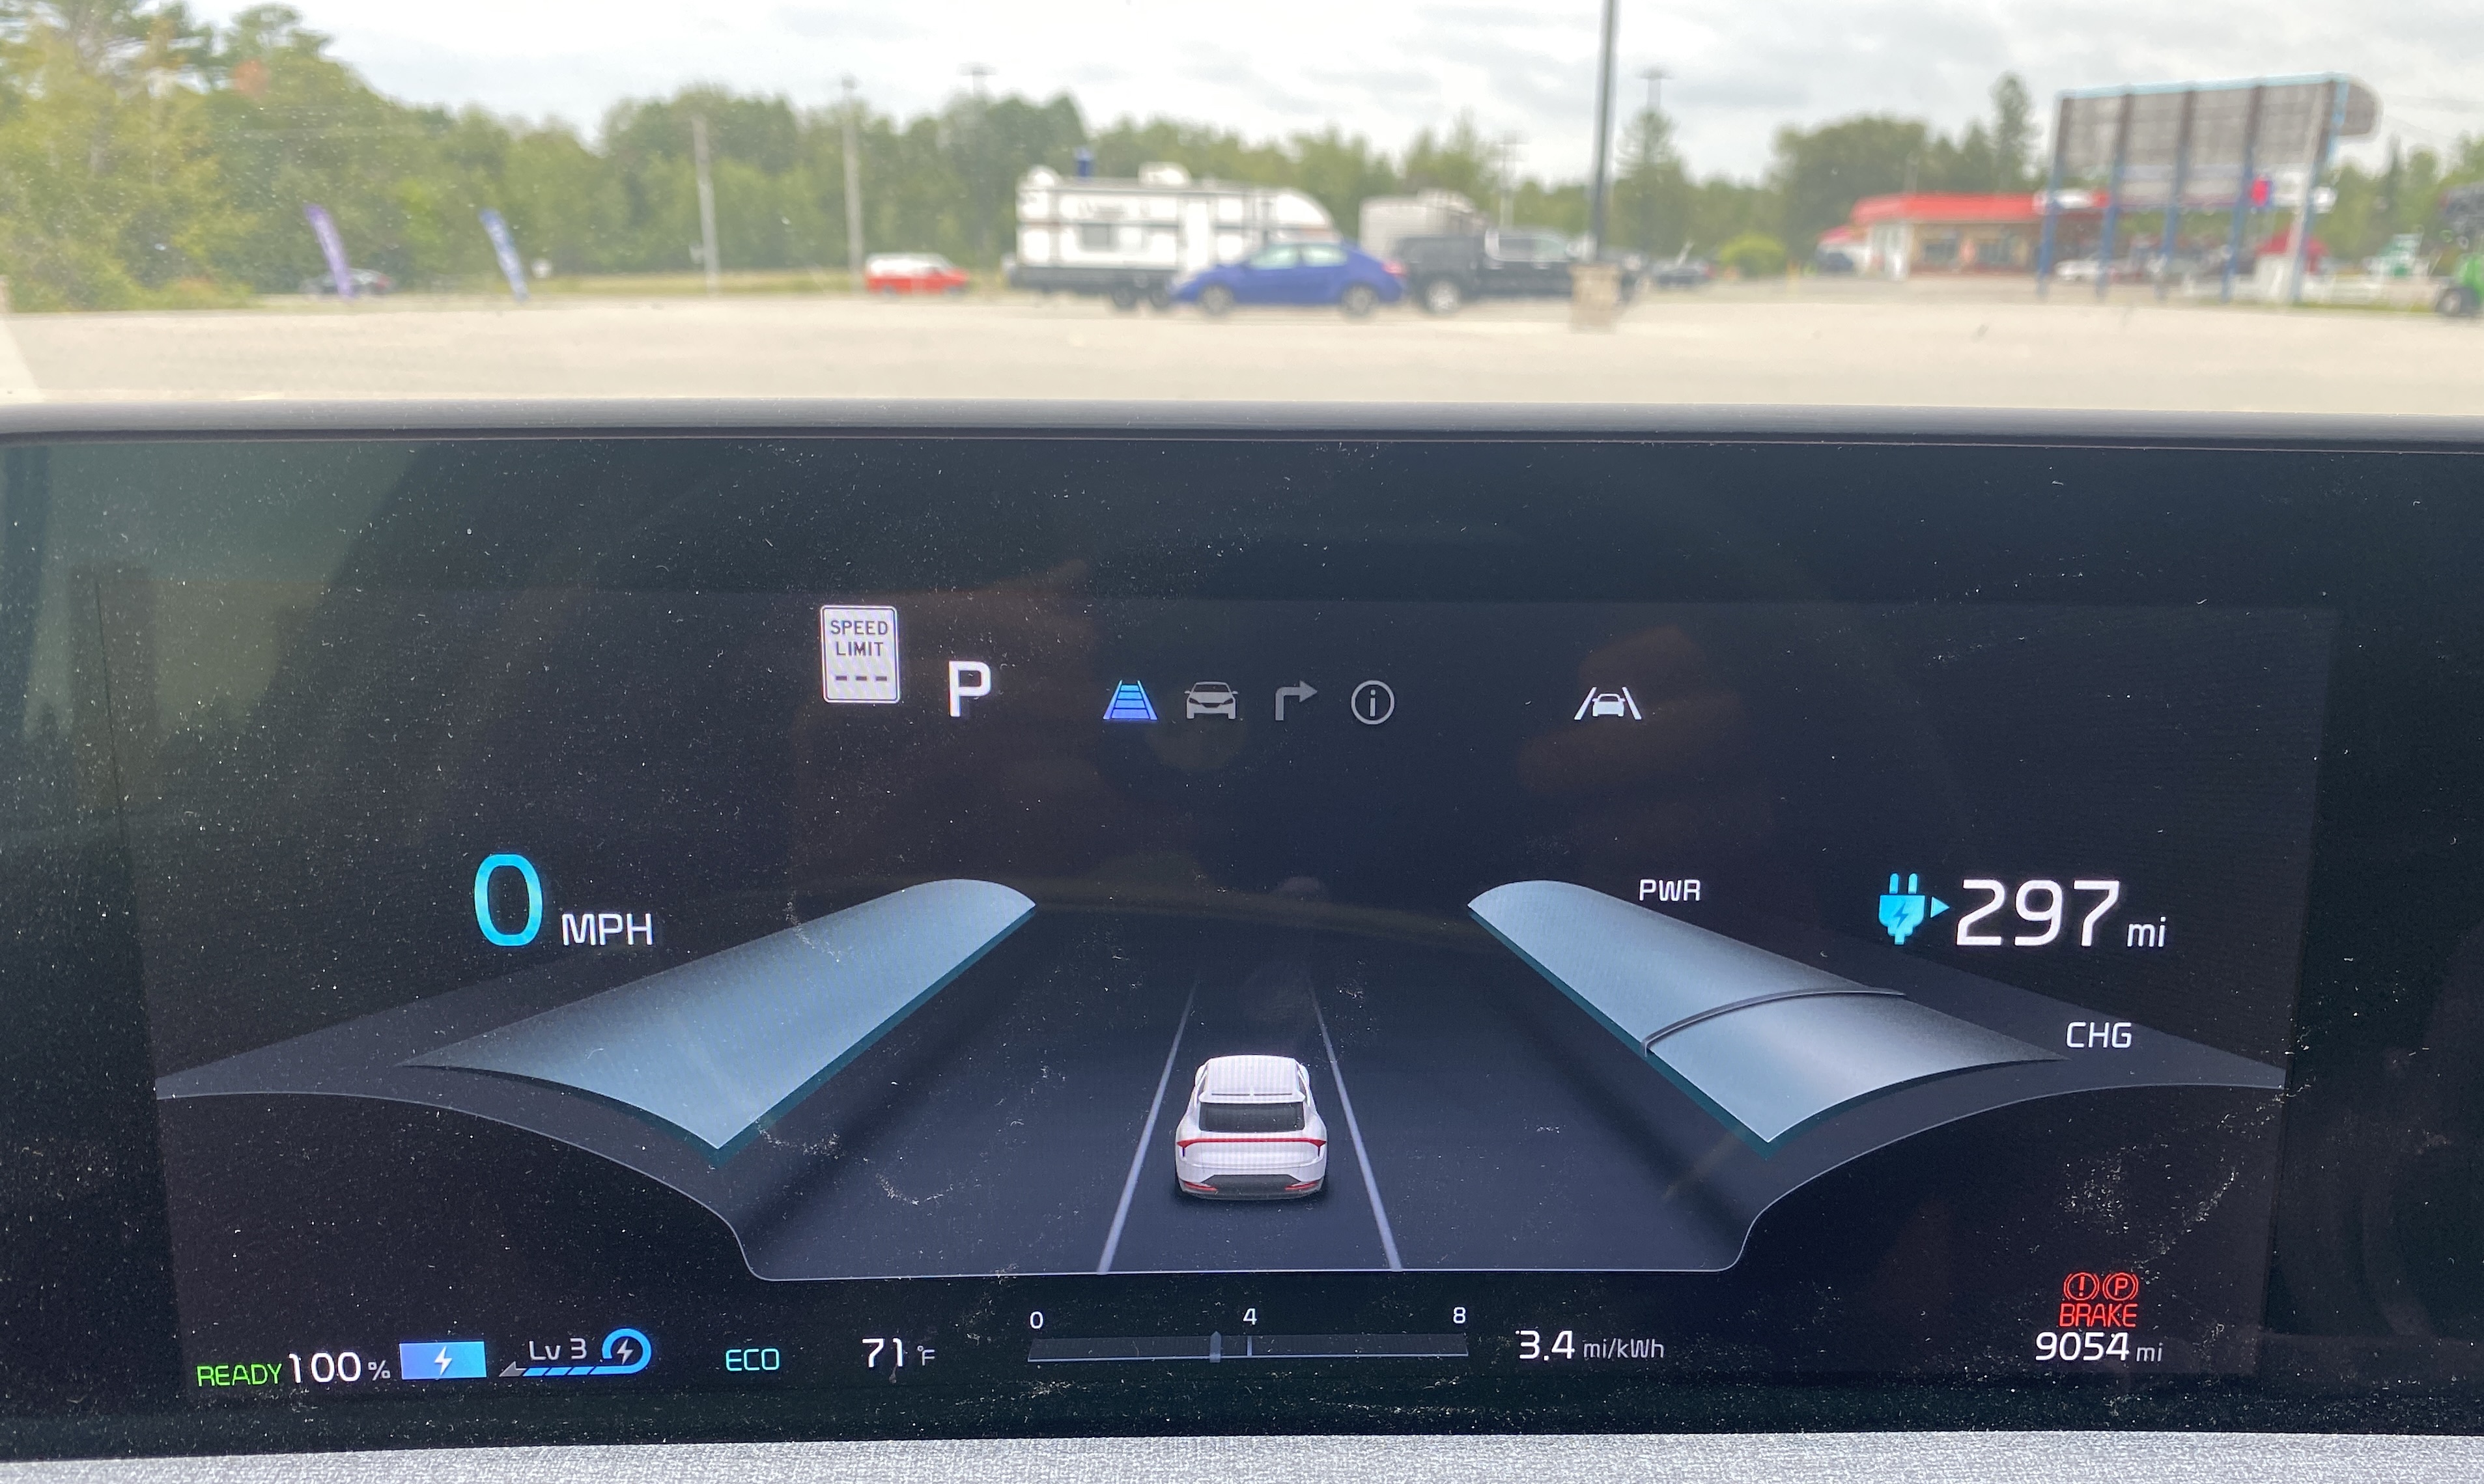 SPEED
LIMIT
---
P
0 MPH
PWR
297 mi
CHG
BRAKE
0 4 8
READY 100 % Lv 3 ECO 71 °F 3.4 mi/kWh 9054 mi